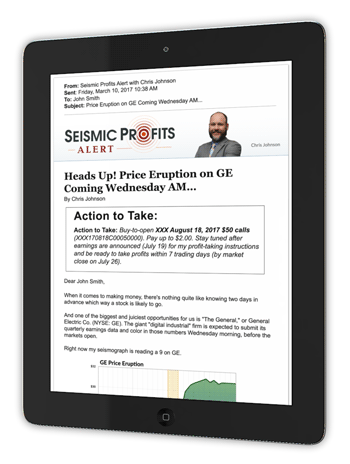 From: Seismic Profits Alert with Chris Johnson
Sent: Friday, March 10, 2017 10:38 AM
To: John Smith
Subject: Price Eruption on GE Coming Wednesday AM...
SEISMIC PROFITS
ALERT
Chris Johnson
Heads Up! Price Eruption on GE
Coming Wednesday AM...
By Chris Johnson
Action to Take:
Action to Take: Buy-to-open XXX August 18, 2017 $50 calls
(XXX170818C00050000). Pay up to $2.00. Stay tuned after
earnings are announced (July 19) for my profit-taking instructions
and be ready to take profits within 7 trading days (by market
close on July 26).
Dear John Smith,
When it comes to making money, there's nothing quite like knowing two days in
advance which way a stock is likely to go.
And one of the biggest and juiciest opportunities for us is "The General," or General
Electric Co. (NYSE: GE). The giant "digital industrial" firm is expected to submit its
quarterly earnings data and color in those numbers Wednesday morning, before the
markets open.
Right now my seismograph is reading a 9 on GE.
GE Price Eruption